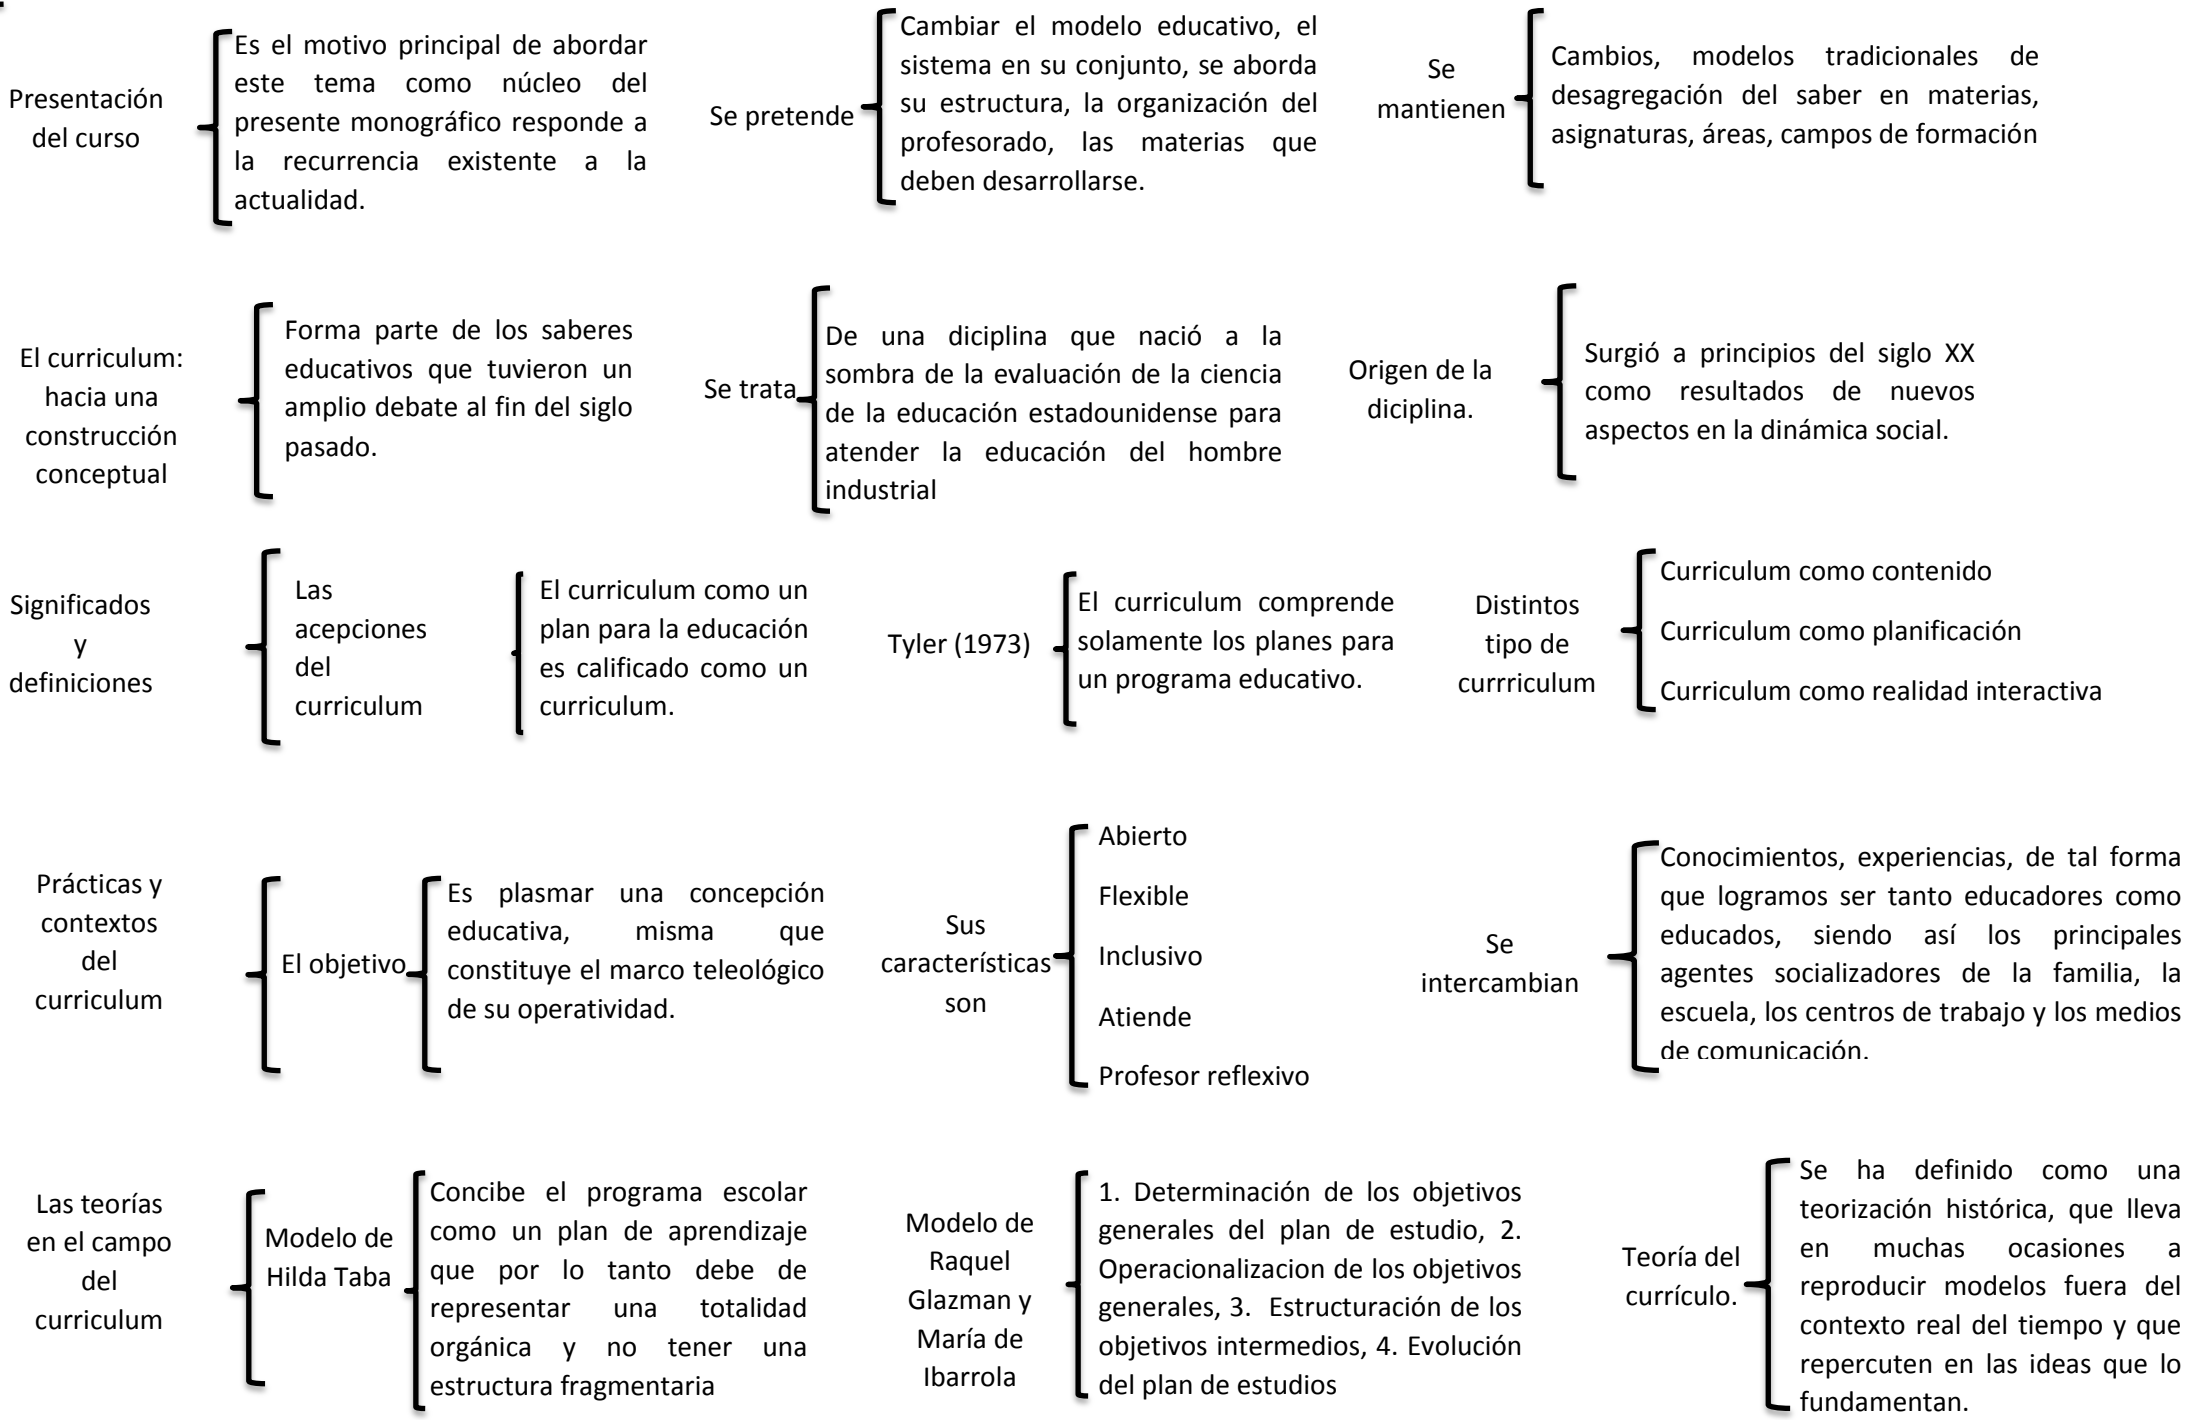 Presentación
del curso
Es el motivo principal de abordar
este tema como núcleo del
presente monográfico responde a
la recurrencia existente a la
actualidad.
Se pretende
Cambiar el modelo educativo, el
sistema en su conjunto, se aborda
su estructura, la organización del
profesorado, las materias que
deben desarrollarse.
Se
mantienen
Cambios, modelos tradicionales de
desagregación del saber en materias,
asignaturas, áreas, campos de formación
El curriculum:
hacia una
construcción
conceptual
Forma parte de los saberes
educativos que tuvieron un
amplio debate al fin del siglo
pasado.
Se trata
De una diciplina que nació a la
sombra de la evaluación de la ciencia
de la educación estadounidense para
atender la educación del hombre
industrial
Origen de la
diciplina.
Surgió a principios del siglo XX
como resultados de nuevos
aspectos en la dinámica social.
Significados
y
definiciones
Las
acepciones
del
curriculum
El curriculum como un
plan para la educación
es calificado como un
curriculum.
Tyler (1973)
El curriculum comprende
solamente los planes para
un programa educativo.
Distintos
tipo de
currriculum
Curriculum como contenido
Curriculum como planificación
Curriculum como realidad interactiva
Prácticas y
contextos
del
curriculum
El objetivo
Es plasmar una concepción
educativa, misma que
constituye el marco teleológico
de su operatividad.
Sus
características
son
Abierto
Flexible
Inclusivo
Atiende
Profesor reflexivo
Se
intercambian
Conocimientos, experiencias, de tal forma
que logramos ser tanto educadores como
educados, siendo así los principales
agentes socializadores de la familia, la
escuela, los centros de trabajo y los medios
de comunicación.
Las teorías
en el campo
del
curriculum
Modelo de
Hilda Taba
Concibe el programa escolar
como un plan de aprendizaje
que por lo tanto debe de
representar una totalidad
orgánica y no tener una
estructura fragmentaria
Modelo de
Raquel
Glazman y
María de
Ibarrola
1. Determinación de los objetivos
generales del plan de estudio, 2.
Operacionalizacion de los objetivos
generales, 3. Estructuración de los
objetivos intermedios, 4. Evolución
del plan de estudios
Teoría del
currículo.
Se ha definido como una
teorización histórica, que lleva
en muchas ocasiones a
reproducir modelos fuera del
contexto real del tiempo y que
repercuten en las ideas que lo
fundamentan.